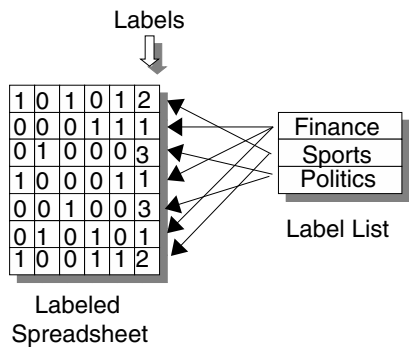 Labels
1 0 1 0 1 2
0 0 0 1 1 1
0 1 0 0 0 3
1 0 0 0 1 1
0 0 1 0 0 3
0 1 0 1 0 1
1 0 0 1 1 2
Finance
Sports
Politics
Label List
Labeled
Spreadsheet